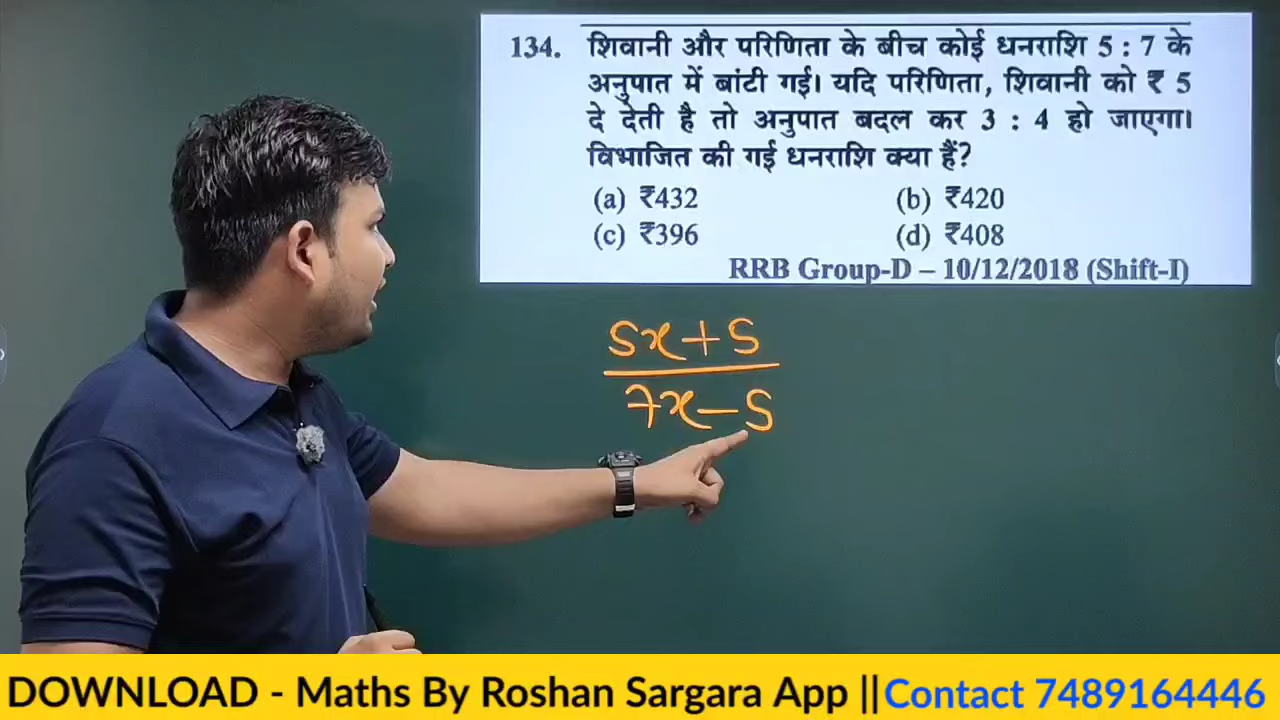 134. शिवानी और परिणिता के बीच कोई धनराशि 5 : 7 के
अनुपात में बांटी गई। यदि परिणिता, शिवानी को ₹ 5
दे देती है तो अनुपात बदल कर 3 : 4 हो जाएगा।
विभाजित की गई धनराशि क्या हैं?
(a) ₹432 (b) ₹420
(c) ₹396 (d) ₹408
RRB Group-D – 10/12/2018 (Shift-I)
5x+5
7x-5
DOWNLOAD - Maths By Roshan Sargara App ||Contact 7489164446